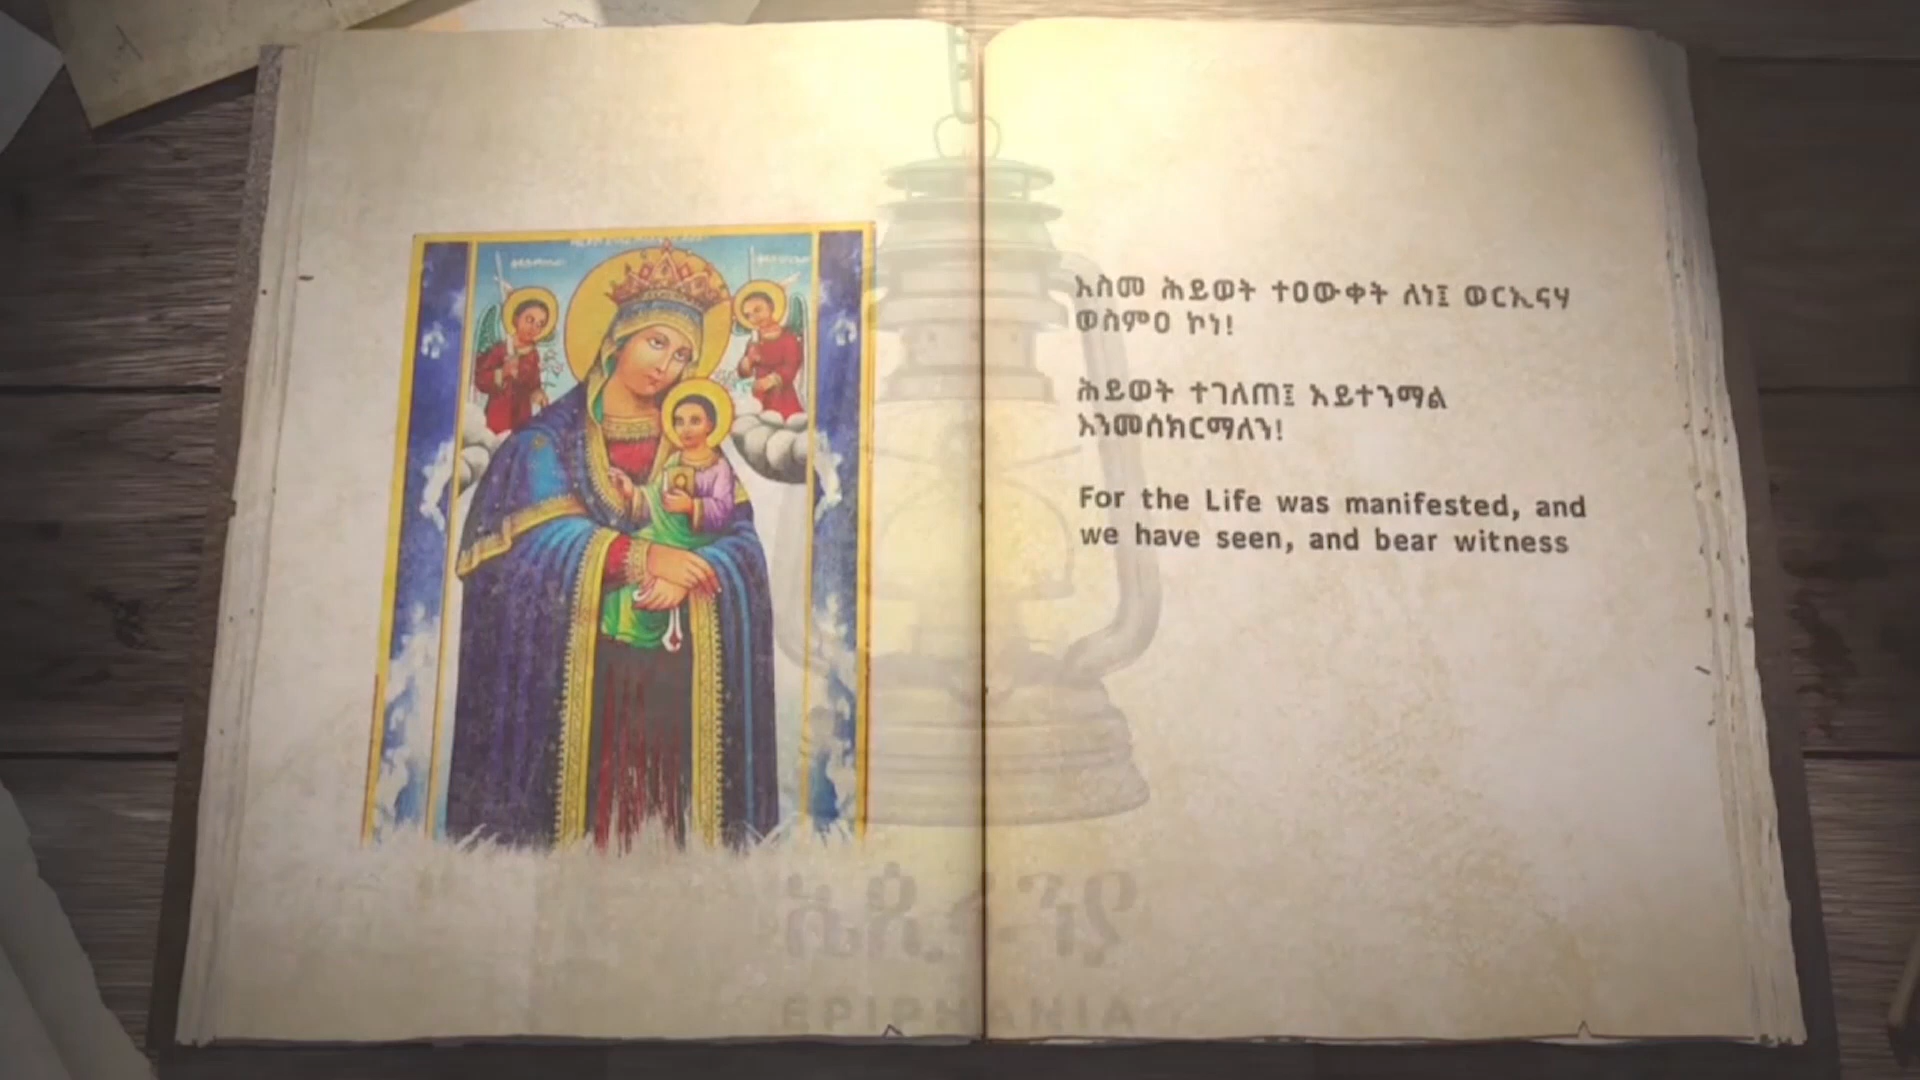 እስመ ሕይወት ተዐውቀት ለነ፤ ወርኢናሃ
ወስምዐ ኮነ!
ሕይወት ተገለጠ፤ አይተንማል
እንመሰክርማለን!
For the Life was manifested, and
we have seen, and bear witness
ኤጲፋንያ
EPIPHANIA